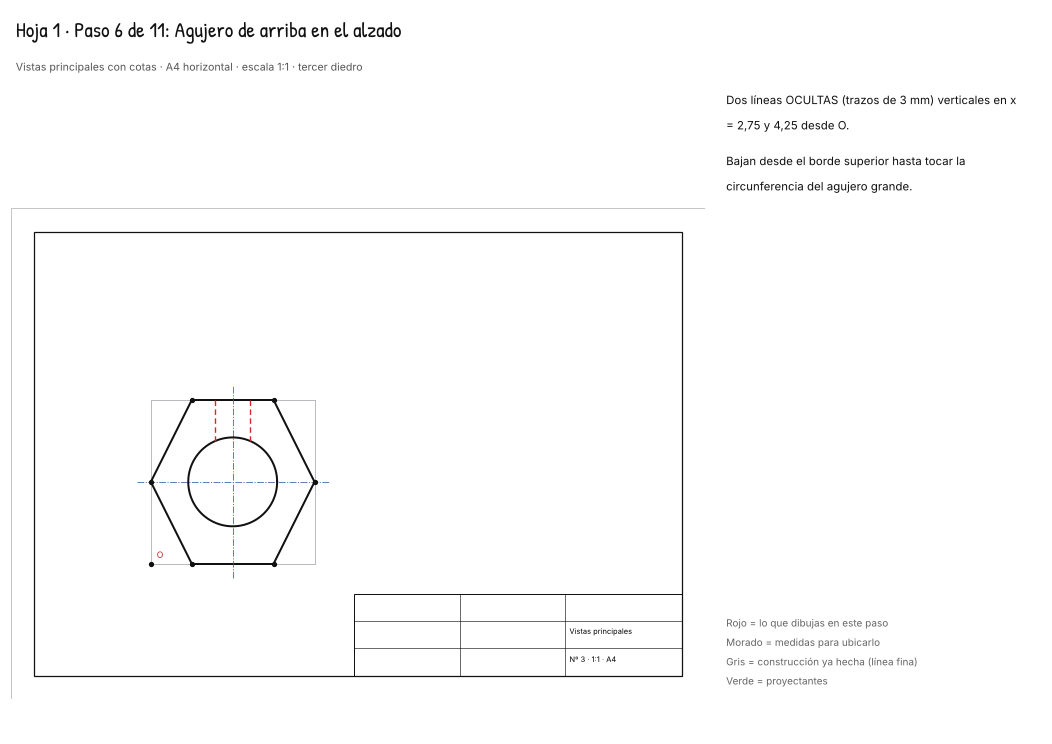 Hoja 1 · Paso 6 de 11: Agujero de arriba en el alzado
Vistas principales con cotas · A4 horizontal · escala 1:1 · tercer diedro
Dos líneas OCULTAS (trazos de 3 mm) verticales en x
= 2,75 y 4,25 desde O.
Bajan desde el borde superior hasta tocar la
circunferencia del agujero grande.
O
Vistas principales
Nº 3 · 1:1 · A4
Rojo = lo que dibujas en este paso
Morado = medidas para ubicarlo
Gris = construcción ya hecha (línea fina)
Verde = proyectantes